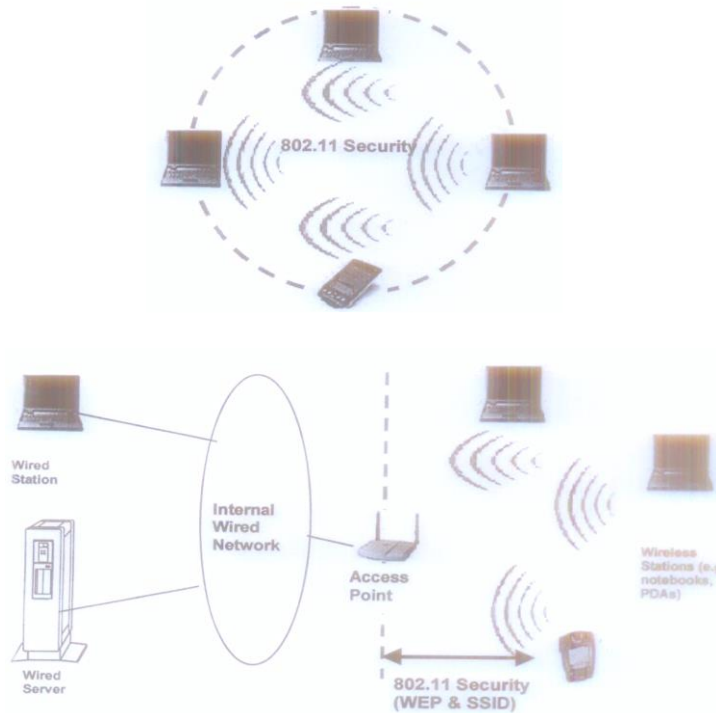 802.11 Security
Wired
Station
Internal
Wired
Network
Access
Point
Wireless
Stations (e.g
notebooks,
PDAs)
Wired
Server
802.11 Security
(WEP & SSID)